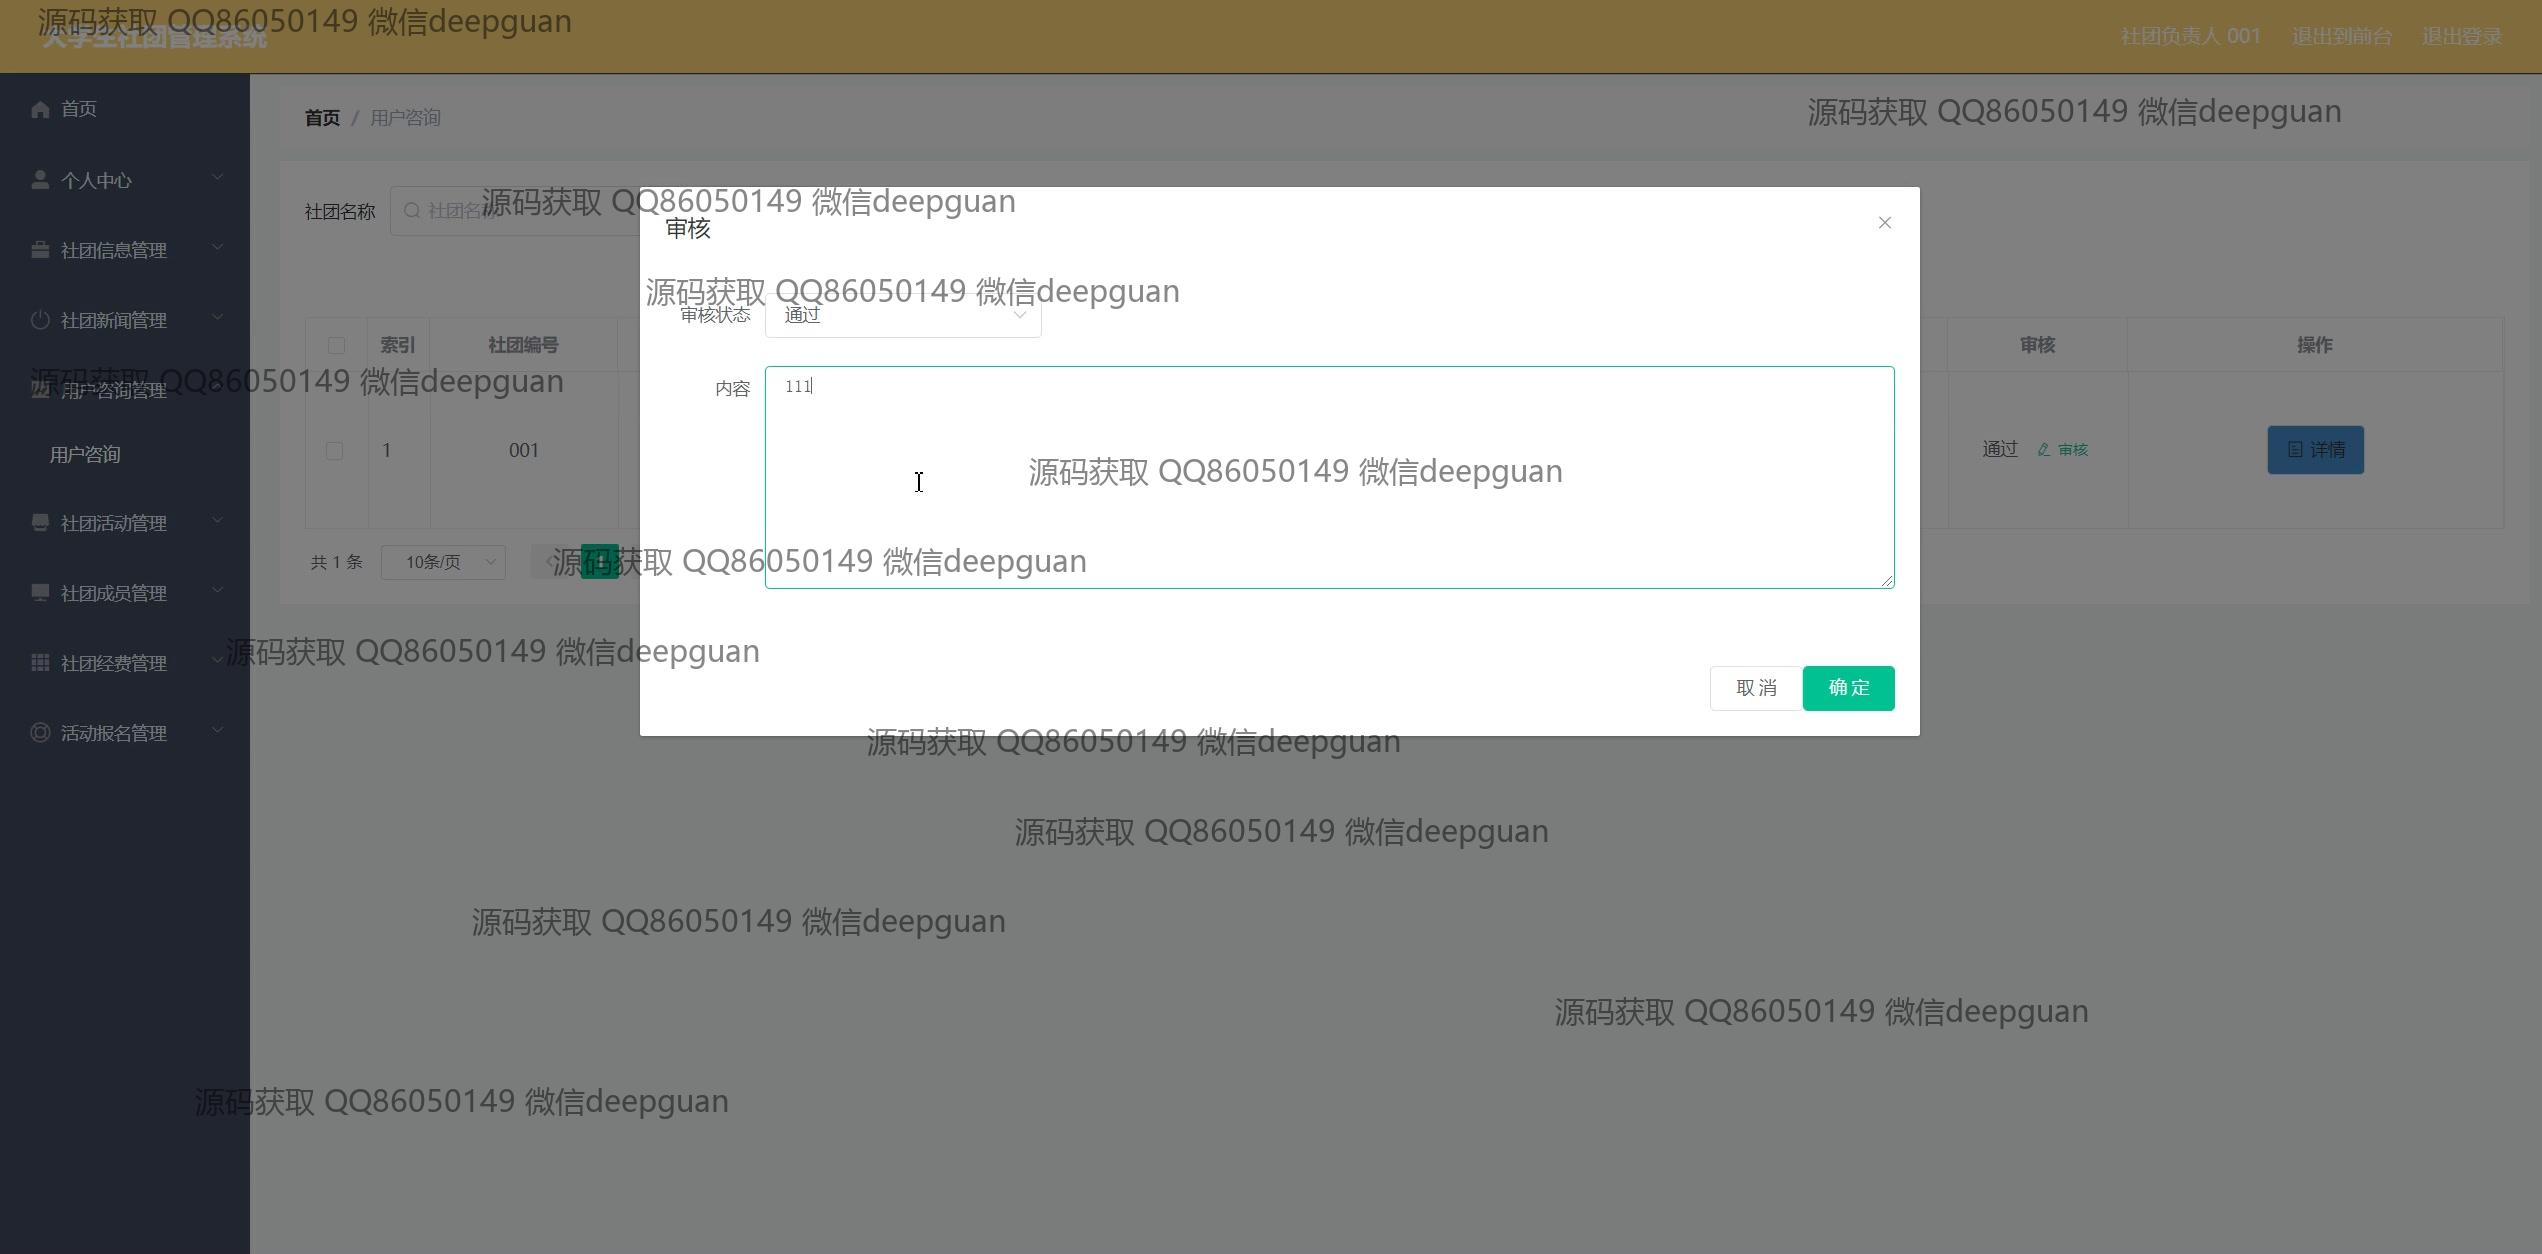 源码获取 QQ86050149 微信deepguan
大学生社团管理系统
社团负责人 001 退出到前台 退出登录
首页
首页 / 用户咨询
源码获取 QQ86050149 微信deepguan
个人中心
社团名称 社团名称
源码获取 QQ86050149 微信deepguan
审核
社团信息管理
源码获取 QQ86050149 微信deepguan
审核状态 通过
社团新闻管理
索引 社团编号 审核 操作
源码获取 QQ86050149 微信deepguan
用户咨询管理
内容 111
用户咨询
1 001 通过 审核 详情
源码获取 QQ86050149 微信deepguan
社团活动管理
共 1 条 10条/页 1
源码获取 QQ86050149 微信deepguan
社团成员管理
源码获取 QQ86050149 微信deepguan
社团经费管理
取消 确定
活动报名管理
源码获取 QQ86050149 微信deepguan
源码获取 QQ86050149 微信deepguan
源码获取 QQ86050149 微信deepguan
源码获取 QQ86050149 微信deepguan
源码获取 QQ86050149 微信deepguan